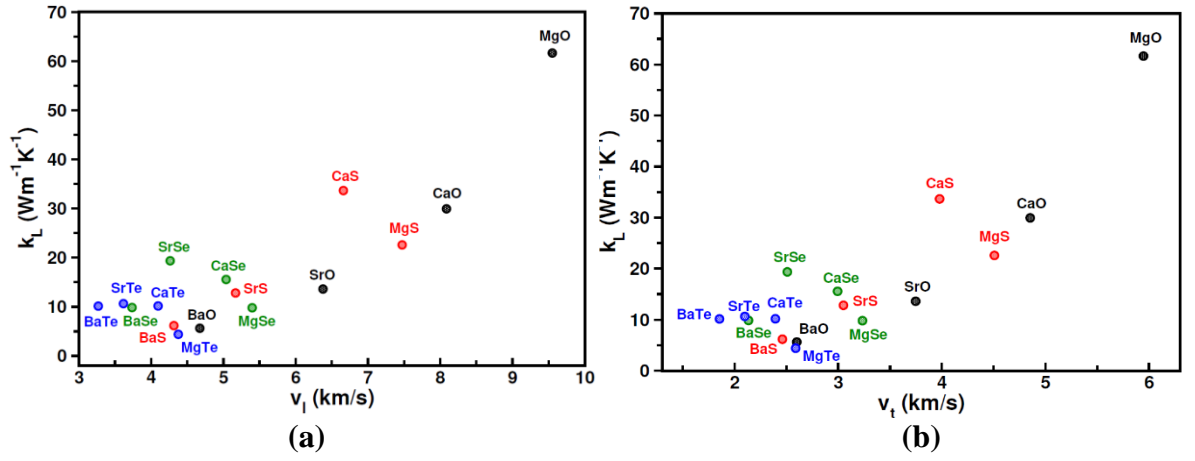 70
60
50
40
30
20
10
0
k_L (Wm⁻¹K⁻¹)
MgO
CaS
CaO
MgS
SrSe
CaSe
SrTe
CaTe
SrS
SrO
BaTe
BaSe
BaO
MgSe
BaS
MgTe
3 4 5 6 7 8 9 10
v_l (km/s)
(a)
70
60
50
40
30
20
10
0
k_L (Wm⁻¹K⁻¹)
MgO
CaS
CaO
MgS
SrSe
CaSe
BaTe
SrTe
CaTe
SrS
SrO
BaSe
BaO
MgSe
BaS
MgTe
2 3 4 5 6
v_t (km/s)
(b)